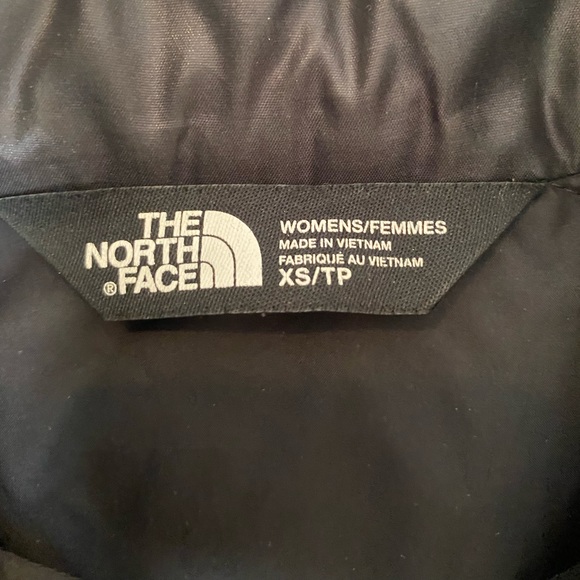 THE
NORTH
®FACE
WOMENS/FEMMES
MADE IN VIETNAM
FABRIQUÉ AU VIETNAM
XS/TP